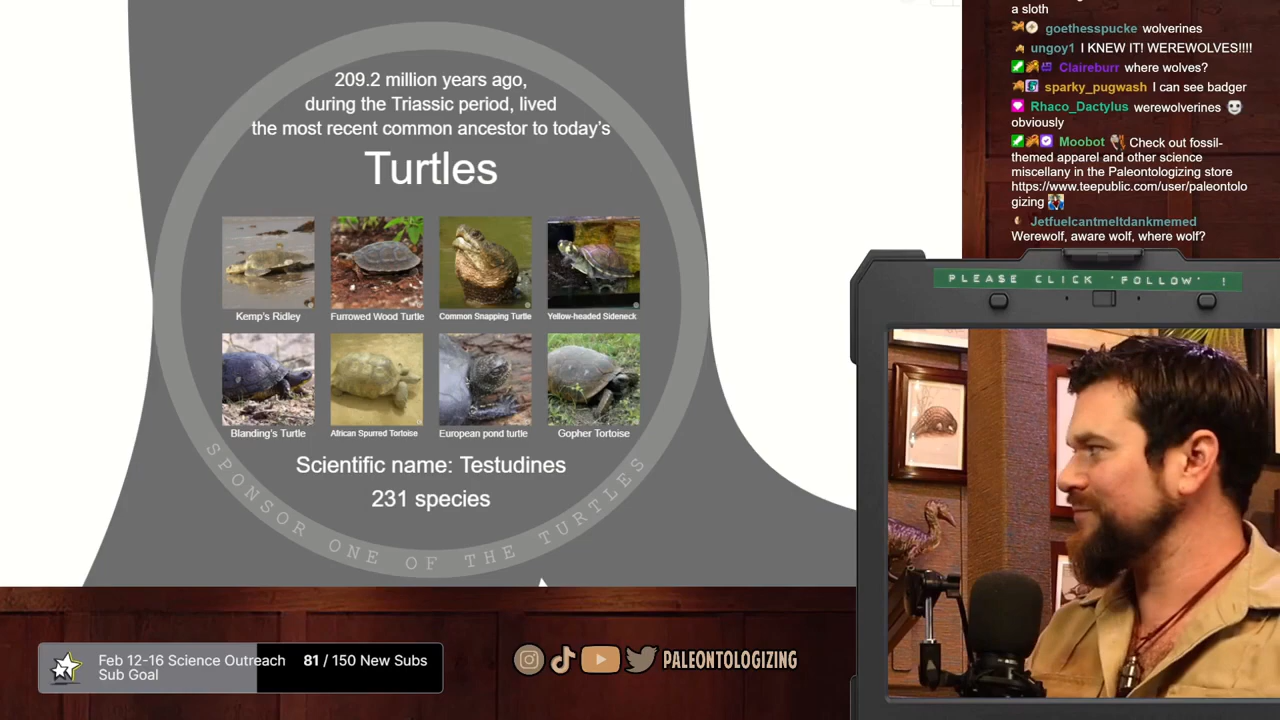 209.2 million years ago,
during the Triassic period, lived
the most recent common ancestor to today's
Turtles
Kemp's Ridley
Furrowed Wood Turtle
Common Snapping Turtle
Yellow-headed Sideneck
Blanding's Turtle
African Spurred Tortoise
European pond turtle
Gopher Tortoise
Scientific name: Testudines
231 species
SPONSOR ONE OF THE TURTLES
a sloth
goethesspucke wolverines
ungoy1 I KNEW IT! WEREWOLVES!!!!
Claireburr where wolves?
sparky_pugwash I can see badger
Rhaco_Dactylus werewolverines
obviously
Moobot Check out fossil-
themed apparel and other science
miscellany in the Paleontologizing store
https://www.teepublic.com/user/paleontolo
gizing
Jetfuelcantmeltdankmemed
Werewolf, aware wolf, where wolf?
PLEASE CLICK 'FOLLOW' !
Feb 12-16 Science Outreach
Sub Goal
81 / 150 New Subs
PALEONTOLOGIZING